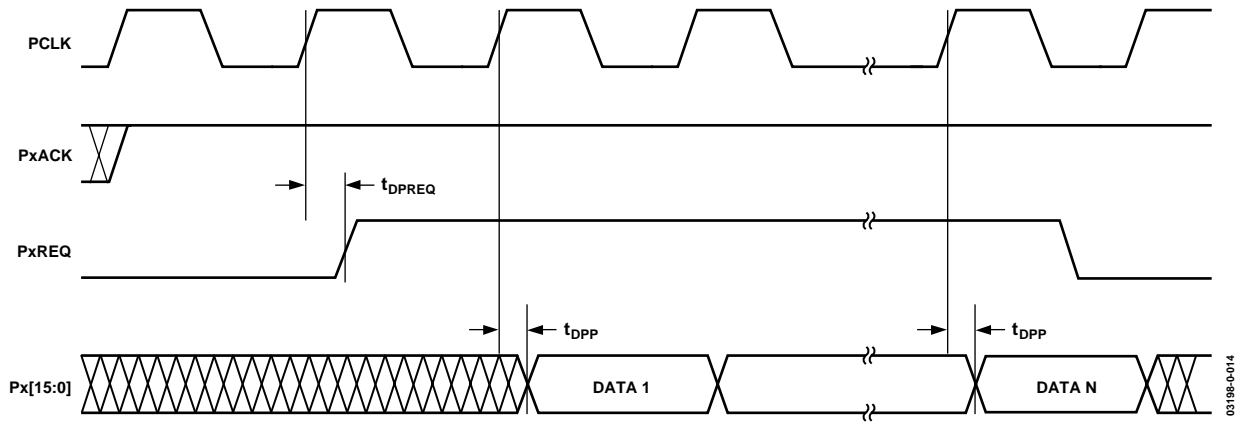 PCLK
PxACK
tDPREQ
PxREQ
tDPP
tDPP
Px[15:0]
DATA 1
DATA N
03198-0-014